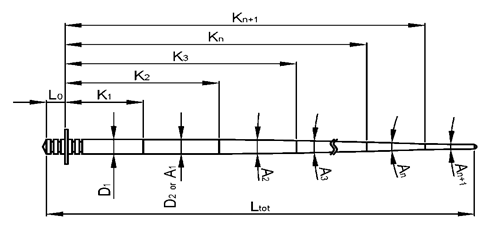 Kn+1
Kn
K3
K2
L0 K1
D1
D2 or A1
A2
A3
An
An+1
Ltot